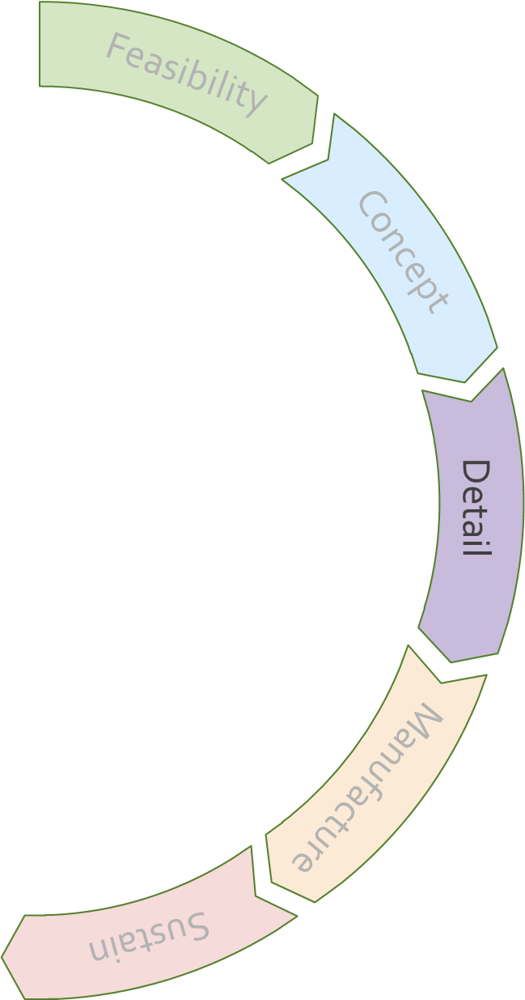 Feasibility
Concept
Detail
Manufacture
Sustain